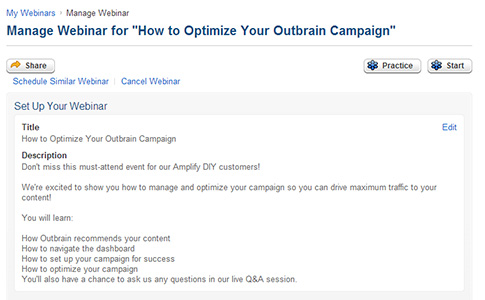 My Webinars › Manage Webinar
Manage Webinar for "How to Optimize Your Outbrain Campaign"
Share Practice Start
Schedule Similar Webinar Cancel Webinar
Set Up Your Webinar
Title Edit
How to Optimize Your Outbrain Campaign
Description
Don't miss this must-attend event for our Amplify DIY customers!
We're excited to show you how to manage and optimize your campaign so you can drive maximum traffic to your
content!
You will learn:
How Outbrain recommends your content
How to navigate the dashboard
How to set up your campaign for success
How to optimize your campaign
You'll also have a chance to ask us any questions in our live Q&A session.